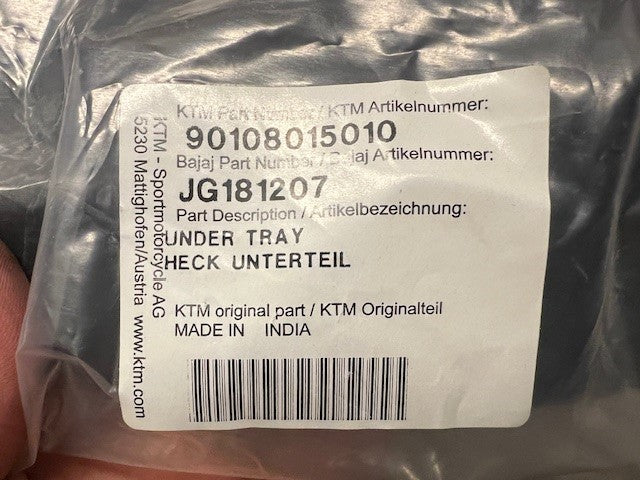 KTM Part Number / KTM Artikelnummer:
90108015010
Bajaj Part Number / Bajaj Artikelnummer:
JG181207
Part Description / Artikelbezeichnung:
UNDER TRAY
HECK UNTERTEIL
KTM original part / KTM Originalteil
MADE IN INDIA
KTM - Sportmotorcycle AG
5230 Mattighofen/Austria www.ktm.com